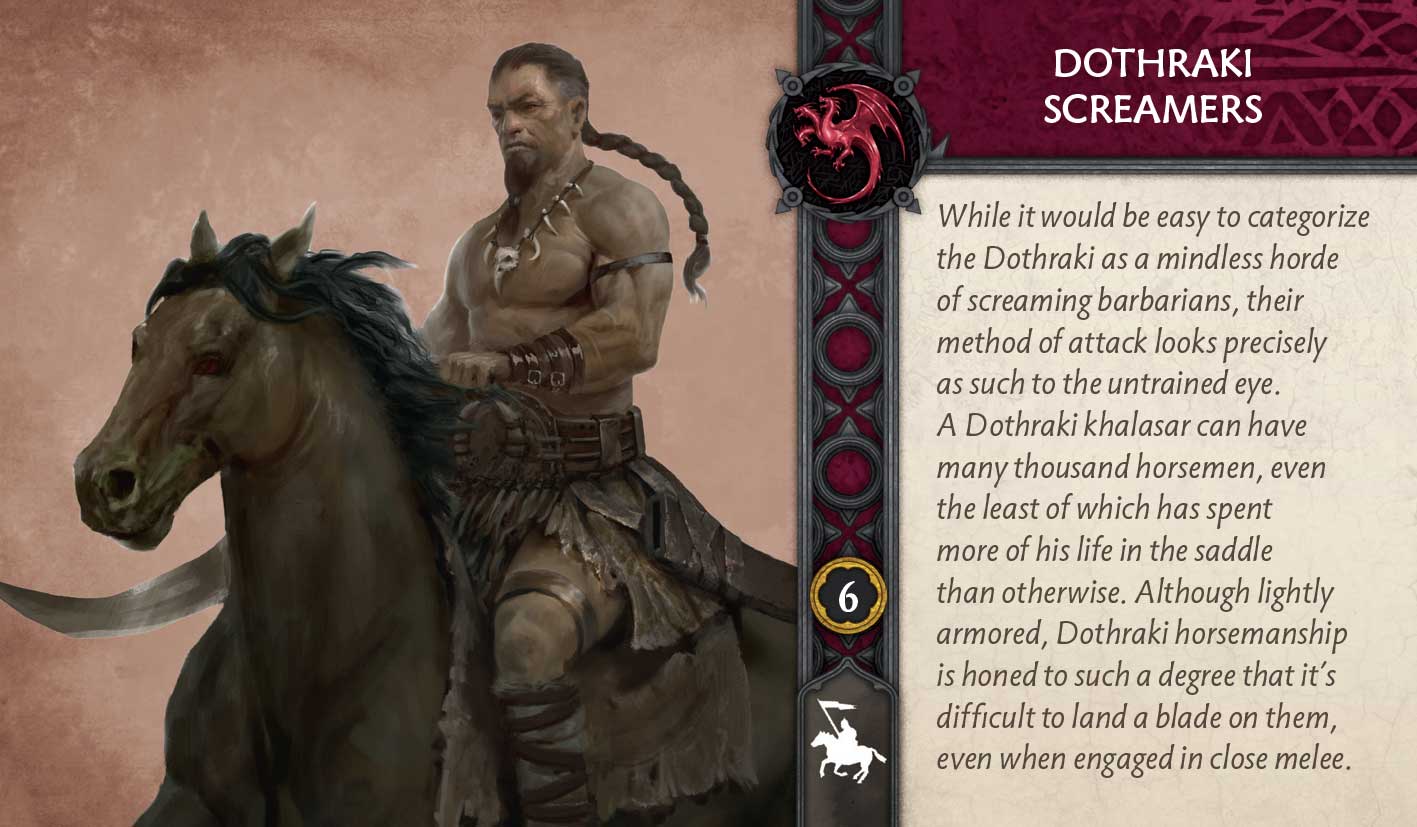 DOTHRAKI
SCREAMERS
While it would be easy to categorize
the Dothraki as a mindless horde
of screaming barbarians, their
method of attack looks precisely
as such to the untrained eye.
A Dothraki khalasar can have
many thousand horsemen, even
the least of which has spent
more of his life in the saddle
than otherwise. Although lightly
armored, Dothraki horsemanship
is honed to such a degree that it’s
difficult to land a blade on them,
even when engaged in close melee.
6